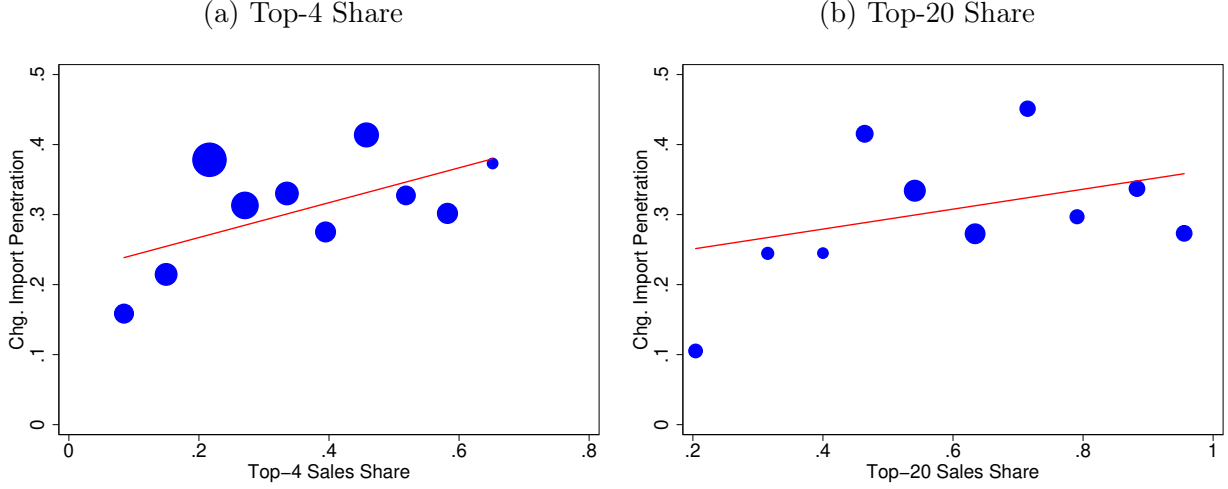 (a) Top-4 Share
.5
.4
.3
.2
.1
0
Chg. Import Penetration
0 .2 .4 .6 .8
Top−4 Sales Share
(b) Top-20 Share
.5
.4
.3
.2
.1
0
Chg. Import Penetration
.2 .4 .6 .8 1
Top−20 Sales Share